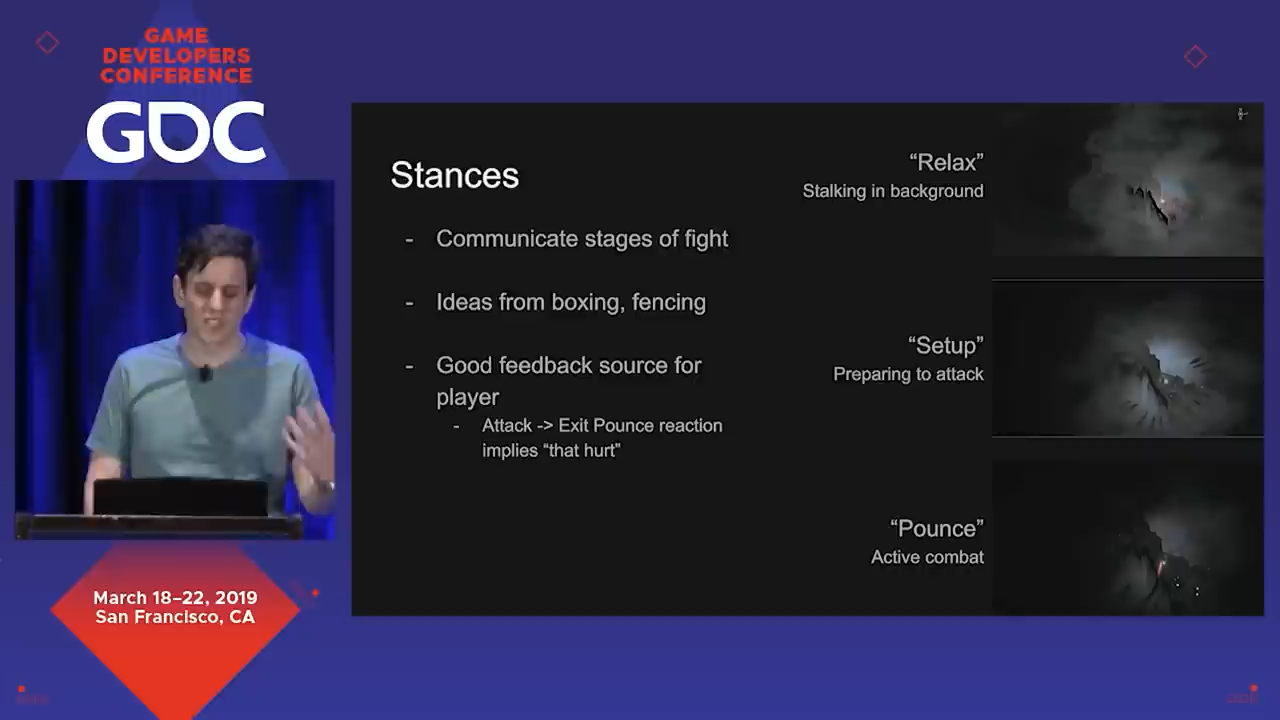 GAME
DEVELOPERS
CONFERENCE
GDC
March 18–22, 2019
San Francisco, CA
Stances
- Communicate stages of fight
- Ideas from boxing, fencing
- Good feedback source for
player
- Attack -> Exit Pounce reaction
implies “that hurt”
“Relax”
Stalking in background
“Setup”
Preparing to attack
“Pounce”
Active combat